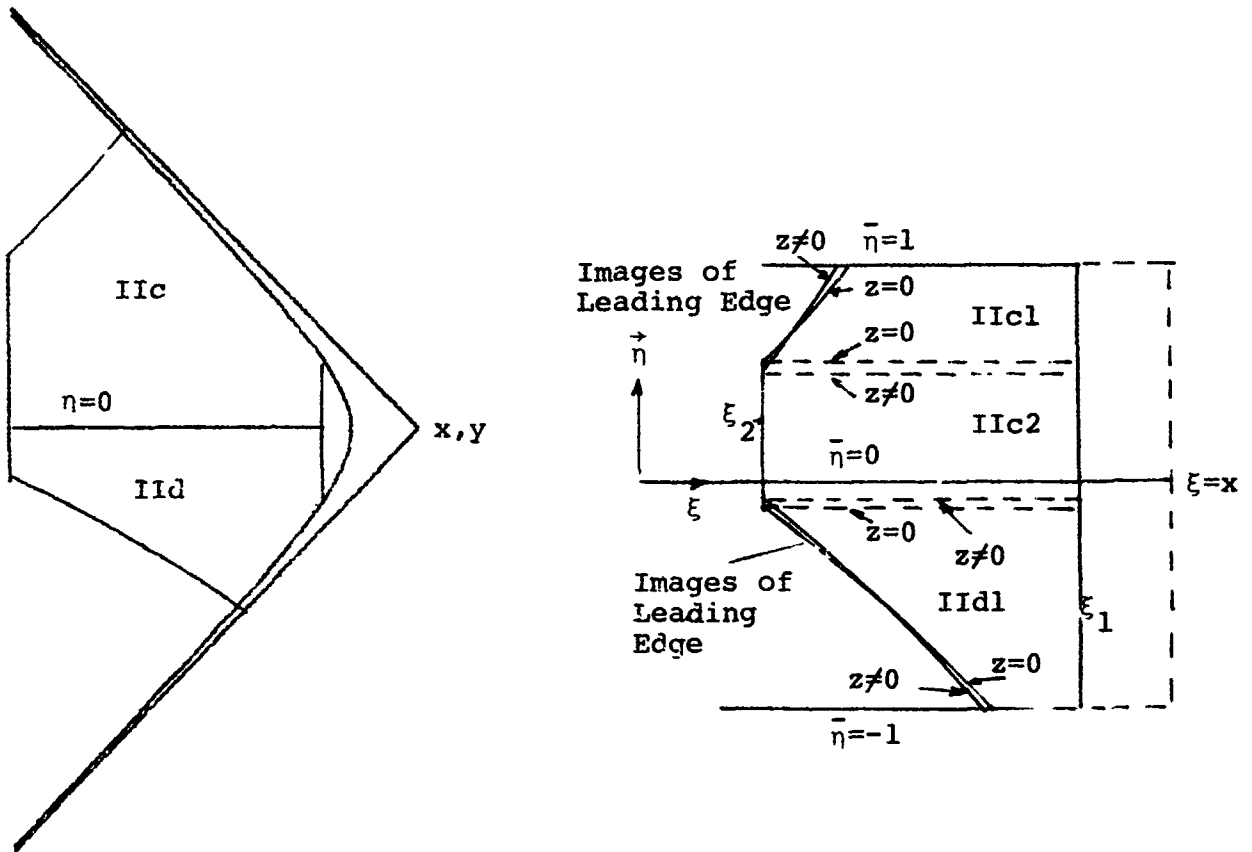 IIc
η=0
IId
x,y
z≠0
η̄=1
Images of
Leading Edge
z=0
IIc1
η⃗
z=0
z≠0
ξ₂
IIc2
η̄=0
ξ=x
ξ
z=0
z≠0
Images of
Leading
Edge
IId1
ξ₁
z=0
z≠0
η̄=-1